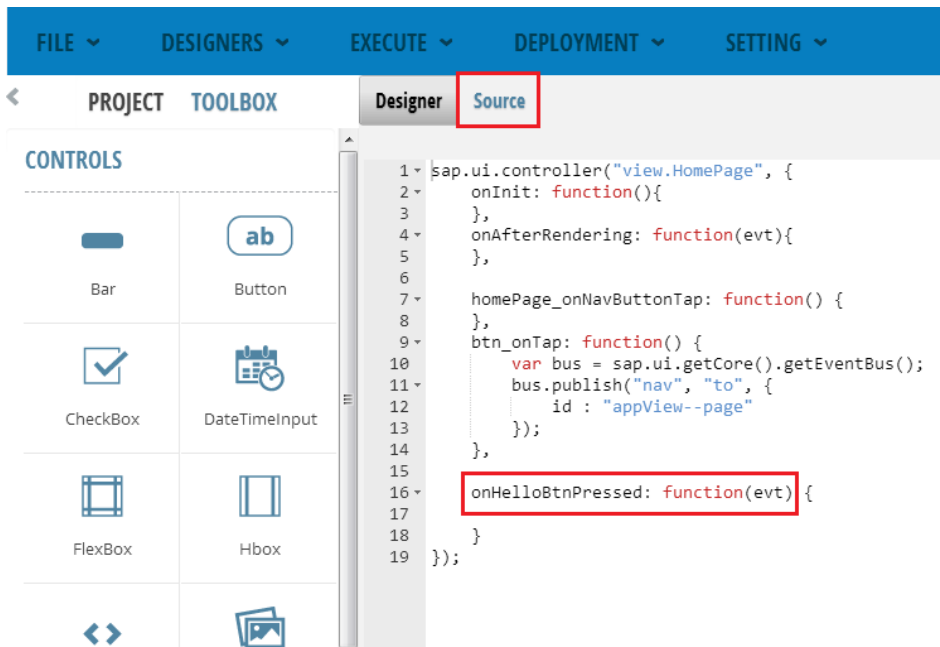 FILE DESIGNERS EXECUTE DEPLOYMENT SETTING
PROJECT TOOLBOX
Designer Source
CONTROLS
ab
Bar Button
CheckBox DateTimeInput
FlexBox Hbox
1 sap.ui.controller("view.HomePage", {
2 onInit: function(){
3 },
4 onAfterRendering: function(evt){
5 },
6
7 homePage_onNavButtonTap: function() {
8 },
9 btn_onTap: function() {
10 var bus = sap.ui.getCore().getEventBus();
11 bus.publish("nav", "to", {
12 id : "appView--page"
13 });
14 },
15
16 onHelloBtnPressed: function(evt) {
17
18 }
19 });